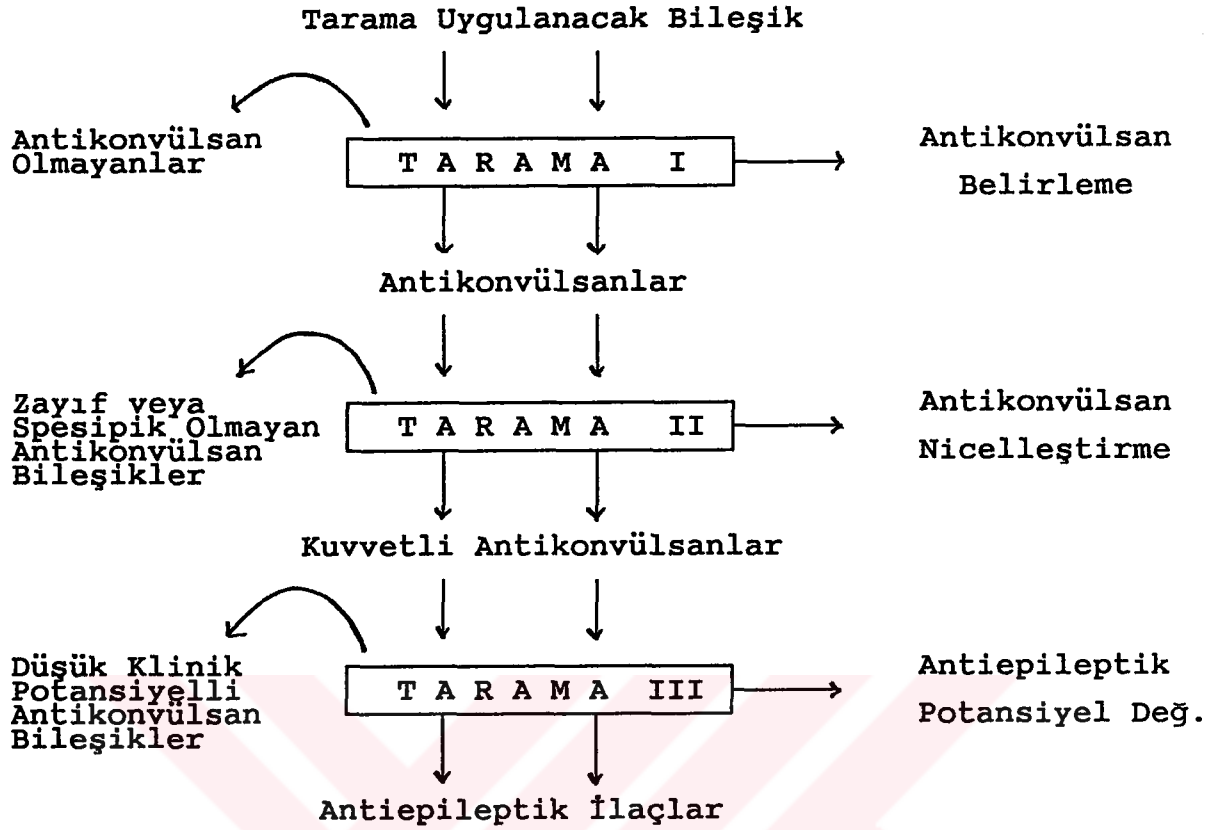 Tarama Uygulanacak Bileşik
Antikonvülsan
Olmayanlar
T A R A M A I
Antikonvülsan
Belirleme
Antikonvülsanlar
Zayıf veya
Spesipik Olmayan
Antikonvülsan
Bileşikler
T A R A M A II
Antikonvülsan
Nicelleştirme
Kuvvetli Antikonvülsanlar
Düşük Klinik
Potansiyelli
Antikonvülsan
Bileşikler
T A R A M A III
Antiepileptik
Potansiyel Değ.
Antiepileptik İlaçlar